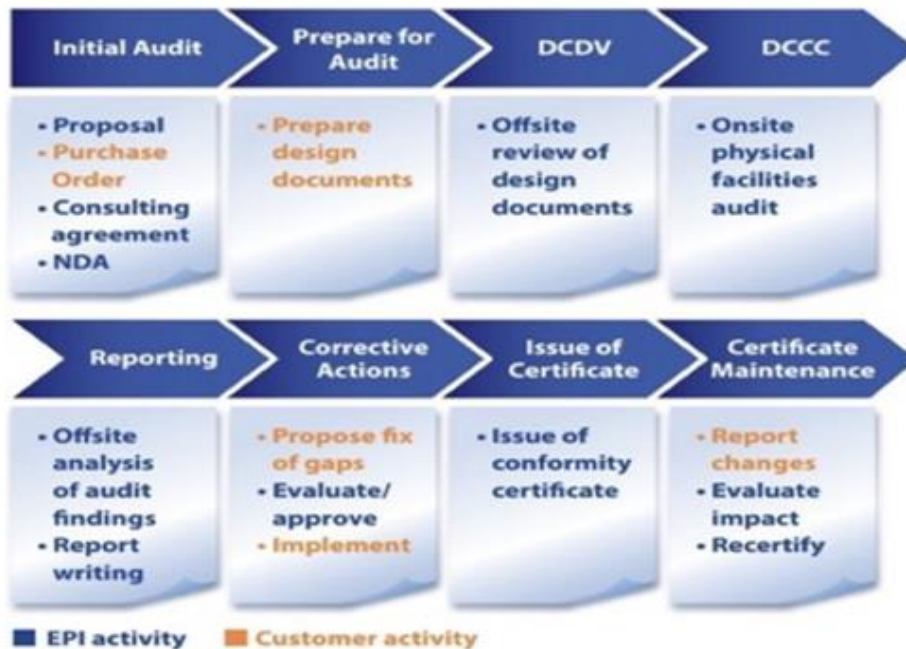 Initial Audit
Prepare for
Audit
DCDV
DCCC
• Proposal
• Purchase
Order
• Consulting
agreement
• NDA
• Prepare
design
documents
• Offsite
review of
design
documents
• Onsite
physical
facilities
audit
Reporting
Corrective
Actions
Issue of
Certificate
Certificate
Maintenance
• Offsite
analysis
of audit
findings
• Report
writing
• Propose fix
of gaps
• Evaluate/
approve
• Implement
• Issue of
conformity
certificate
• Report
changes
• Evaluate
impact
• Recertify
EPI activity
Customer activity